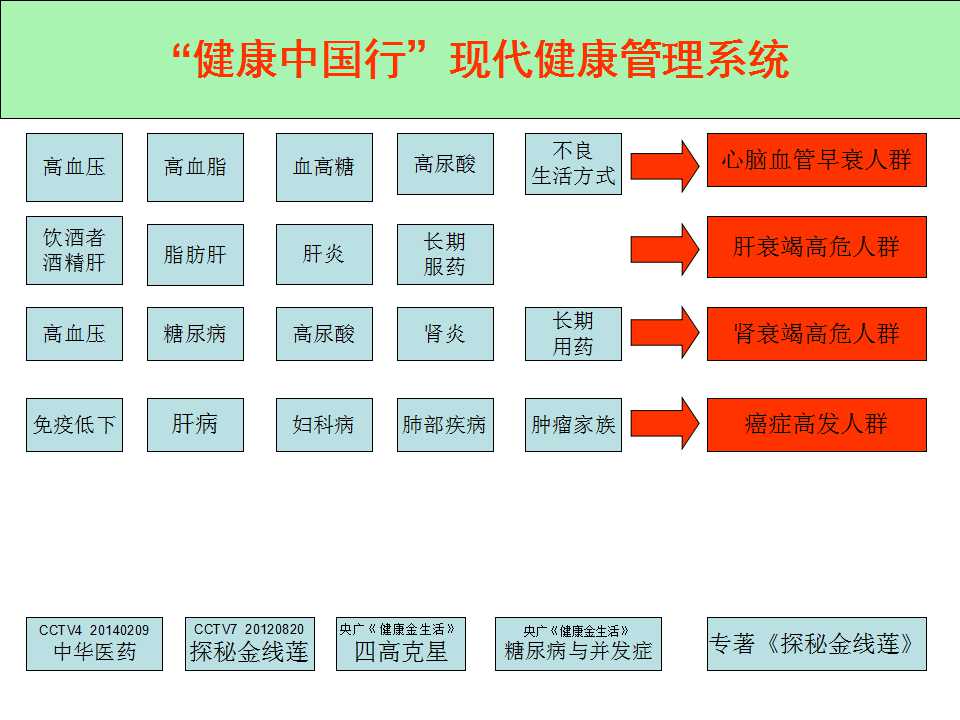 “健康中国行”现代健康管理系统
高血压
高血脂
血高糖
高尿酸
不良
生活方式
心脑血管早衰人群
饮酒者
酒精肝
脂肪肝
肝炎
长期
服药
肝衰竭高危人群
高血压
糖尿病
高尿酸
肾炎
长期
用药
肾衰竭高危人群
免疫低下
肝病
妇科病
肺部疾病
肿瘤家族
癌症高发人群
CCTV4 20140209
中华医药
CCTV7 20120820
探秘金线莲
央广《健康金生活》
四高克星
央广《健康金生活》
糖尿病与并发症
专著《探秘金线莲》